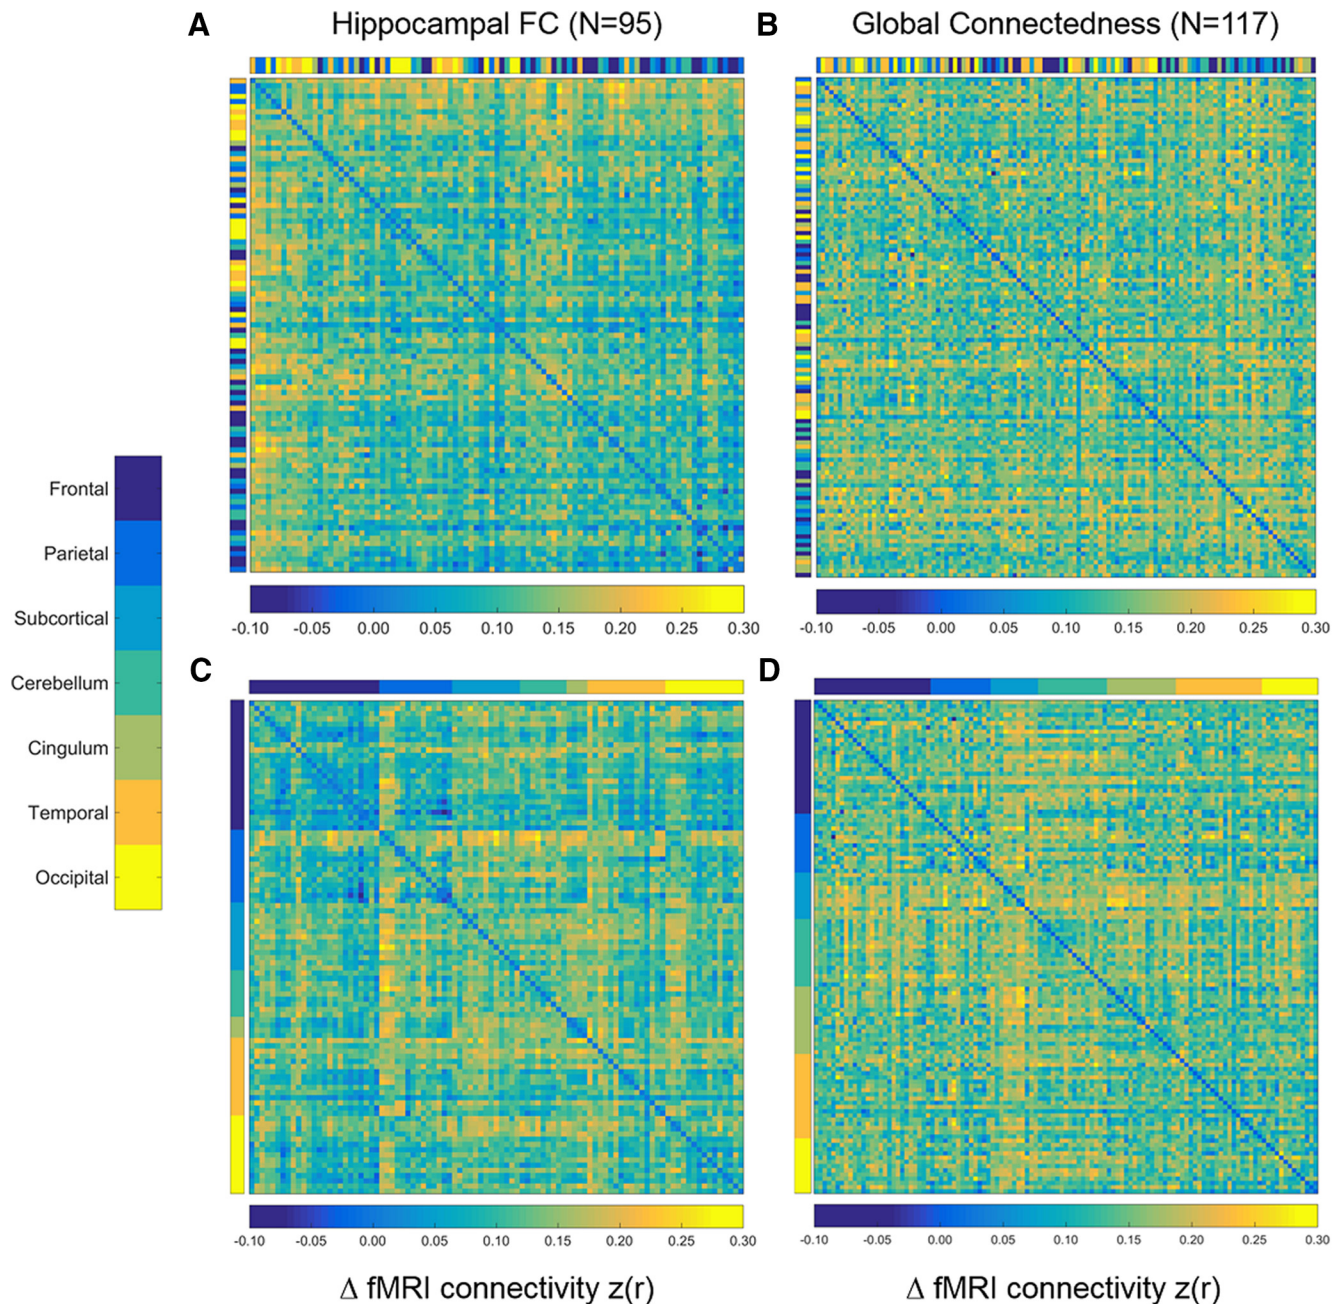 A Hippocampal FC (N=95)
B Global Connectedness (N=117)
-0.10 -0.05 0.00 0.05 0.10 0.15 0.20 0.25 0.30
-0.10 -0.05 0.00 0.05 0.10 0.15 0.20 0.25 0.30
Frontal
Parietal
Subcortical
Cerebellum
Cingulum
Temporal
Occipital
C
D
-0.10 -0.05 0.00 0.05 0.10 0.15 0.20 0.25 0.30
-0.10 -0.05 0.00 0.05 0.10 0.15 0.20 0.25 0.30
Δ fMRI connectivity z(r)
Δ fMRI connectivity z(r)